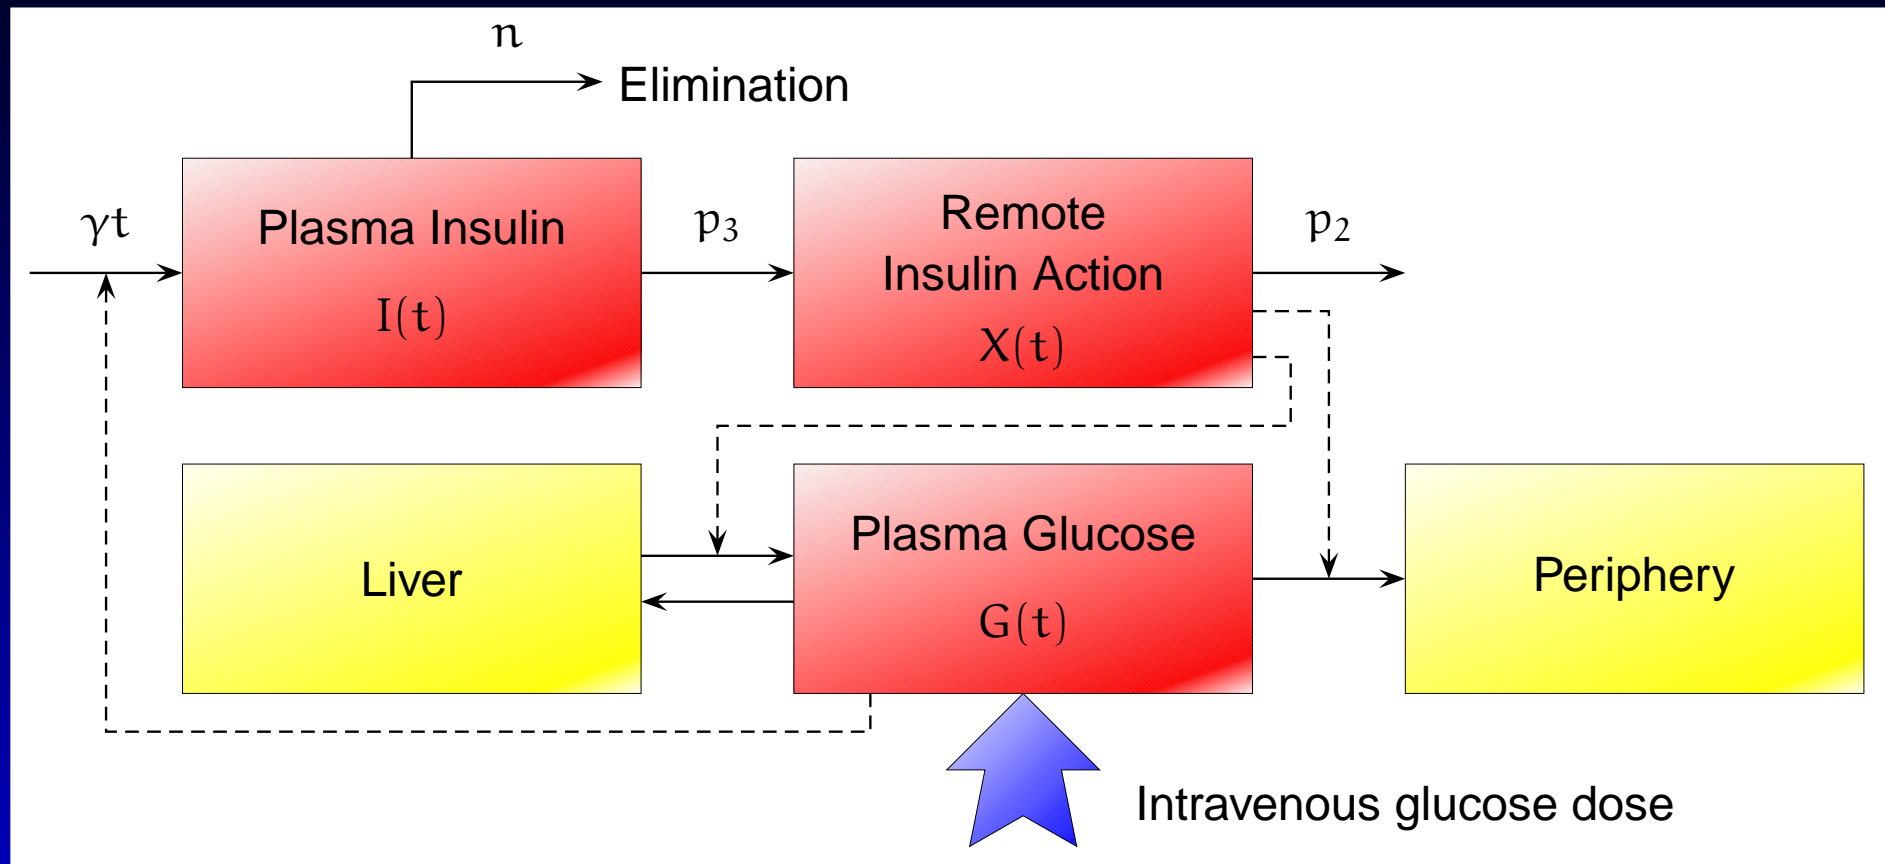 n
Elimination
γt
Plasma Insulin
I(t)
p₃
Remote
Insulin Action
X(t)
p₂
Liver
Plasma Glucose
G(t)
Periphery
Intravenous glucose dose